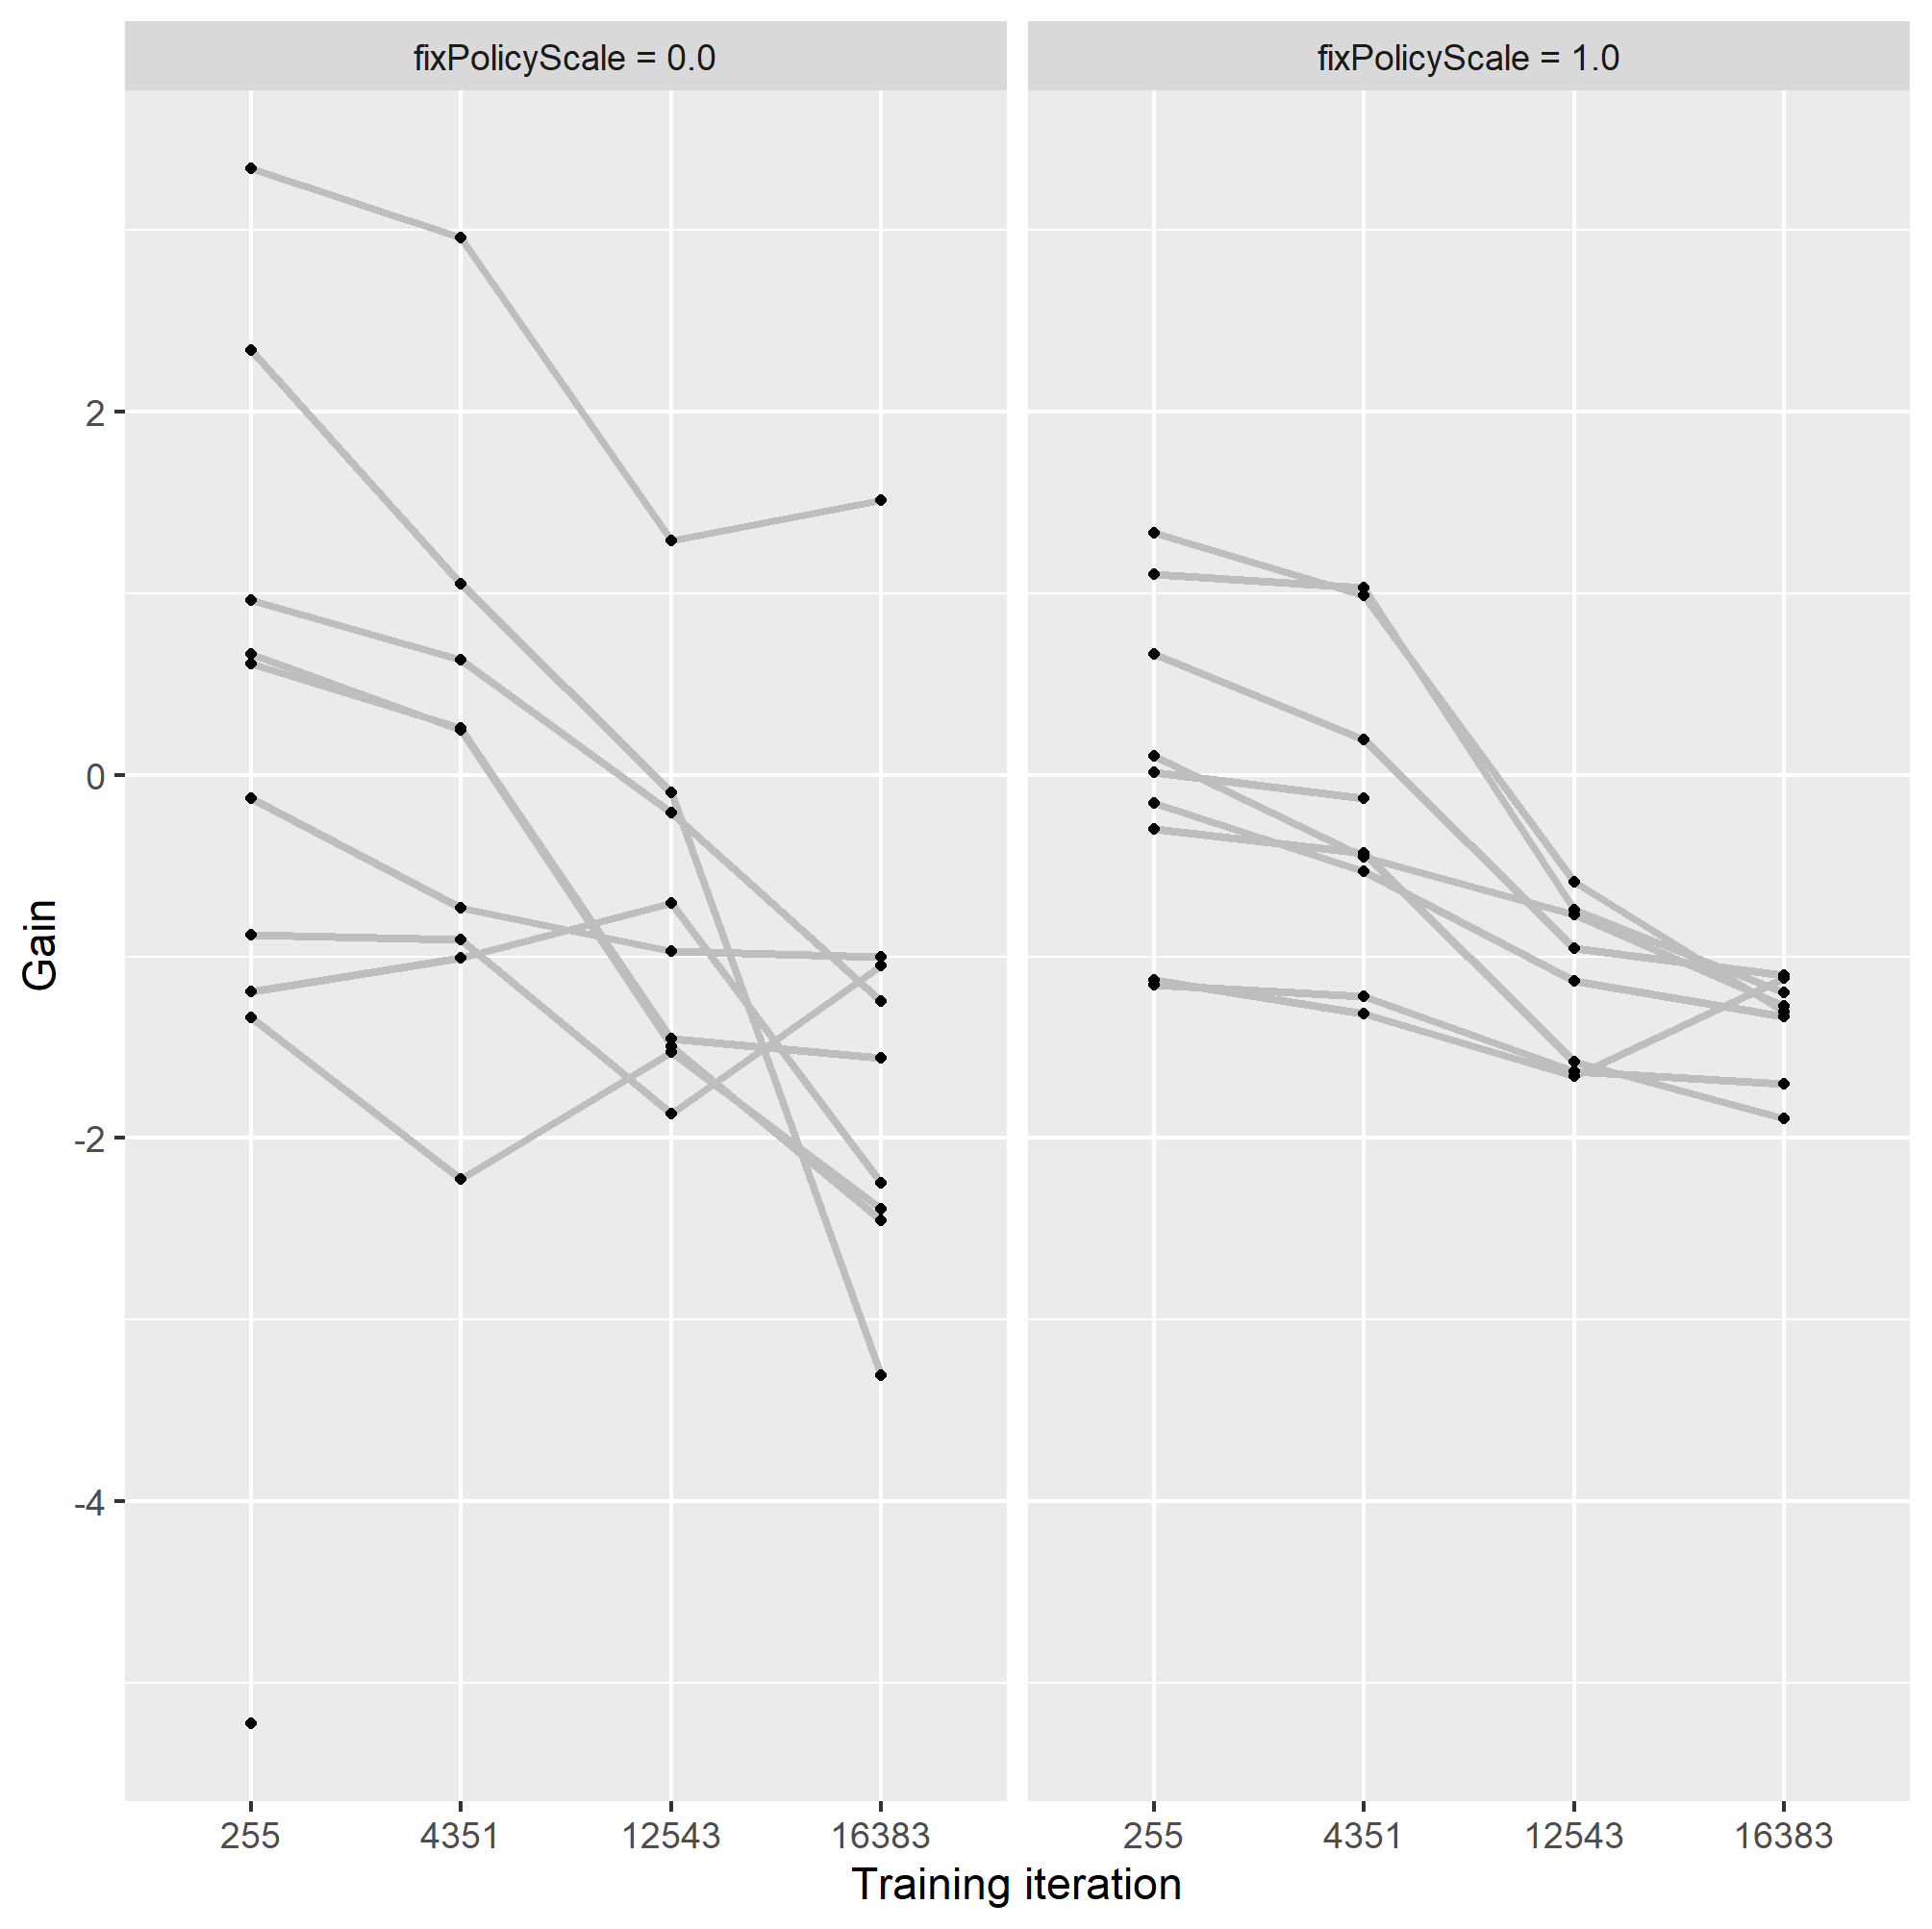 fixPolicyScale = 0.0
fixPolicyScale = 1.0
Gain
2
0
-2
-4
255 4351 12543 16383
255 4351 12543 16383
Training iteration